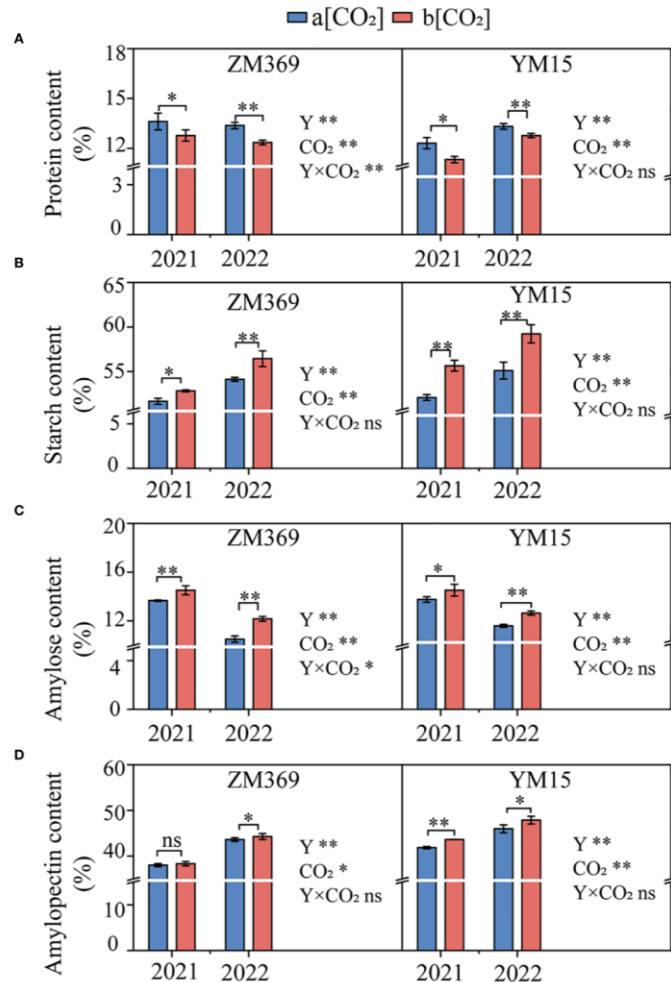 a[CO₂] b[CO₂]
A
Protein content
(%)
18
15
12
3
0
ZM369
*
**
Y **
CO₂ **
Y×CO₂ **
YM15
*
**
Y **
CO₂ **
Y×CO₂ ns
2021 2022 2021 2022
B
Starch content
(%)
65
60
55
5
0
ZM369
*
**
Y **
CO₂ **
Y×CO₂ ns
YM15
**
**
Y **
CO₂ **
Y×CO₂ ns
2021 2022 2021 2022
C
Amylose content
(%)
20
16
12
4
0
ZM369
**
**
Y **
CO₂ **
Y×CO₂ *
YM15
*
**
Y **
CO₂ **
Y×CO₂ ns
2021 2022 2021 2022
D
Amylopectin content
(%)
60
50
40
10
0
ZM369
ns
*
Y **
CO₂ *
Y×CO₂ ns
YM15
**
*
Y **
CO₂ **
Y×CO₂ ns
2021 2022 2021 2022